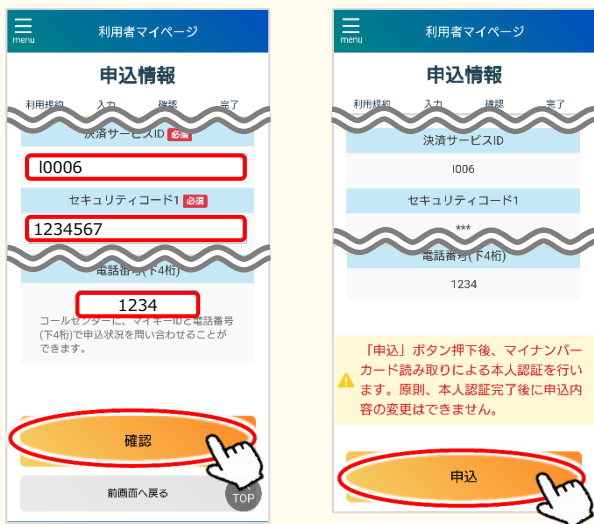 menu
利用者マイページ
申込情報
利用規約 入力 確認 完了
決済サービスID 必須
I0006
セキュリティコード1 必須
1234567
電話番号(下4桁)
1234
コールセンターに、マイキーIDと電話番号
(下4桁)で申込状況を問い合わせることが
できます。
確認
前画面へ戻る
TOP
menu
利用者マイページ
申込情報
利用規約 入力 確認 完了
決済サービスID
I006
セキュリティコード1
***
電話番号(下4桁)
1234
「申込」ボタン押下後、マイナンバー
カード読み取りによる本人認証を行い
ます。原則、本人認証完了後に申込内
容の変更はできません。
申込